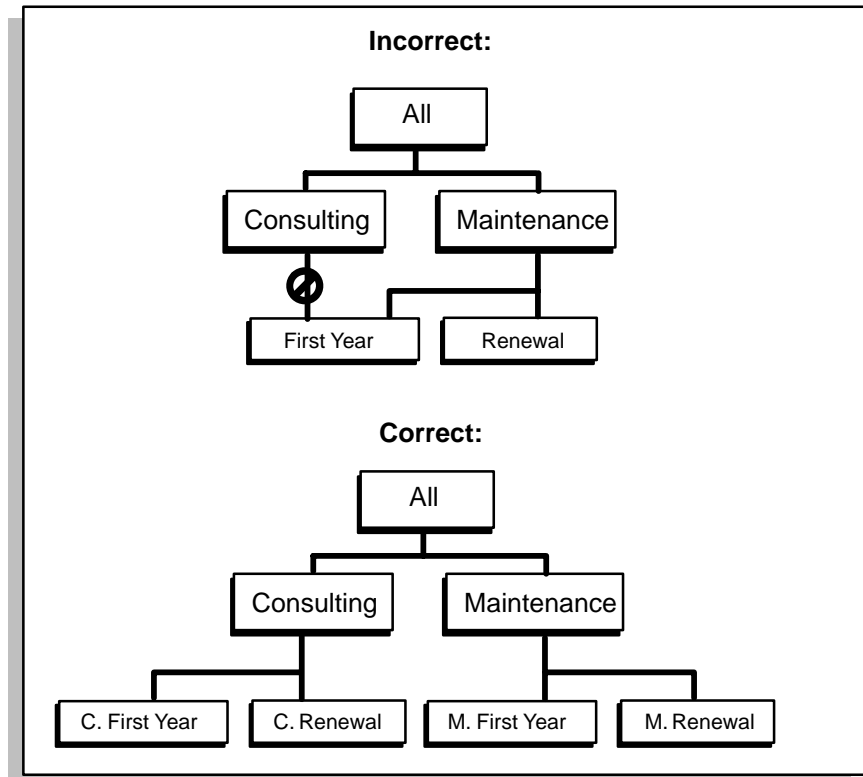 Incorrect:
All
Consulting Maintenance
First Year Renewal
Correct:
All
Consulting Maintenance
C. First Year C. Renewal M. First Year M. Renewal